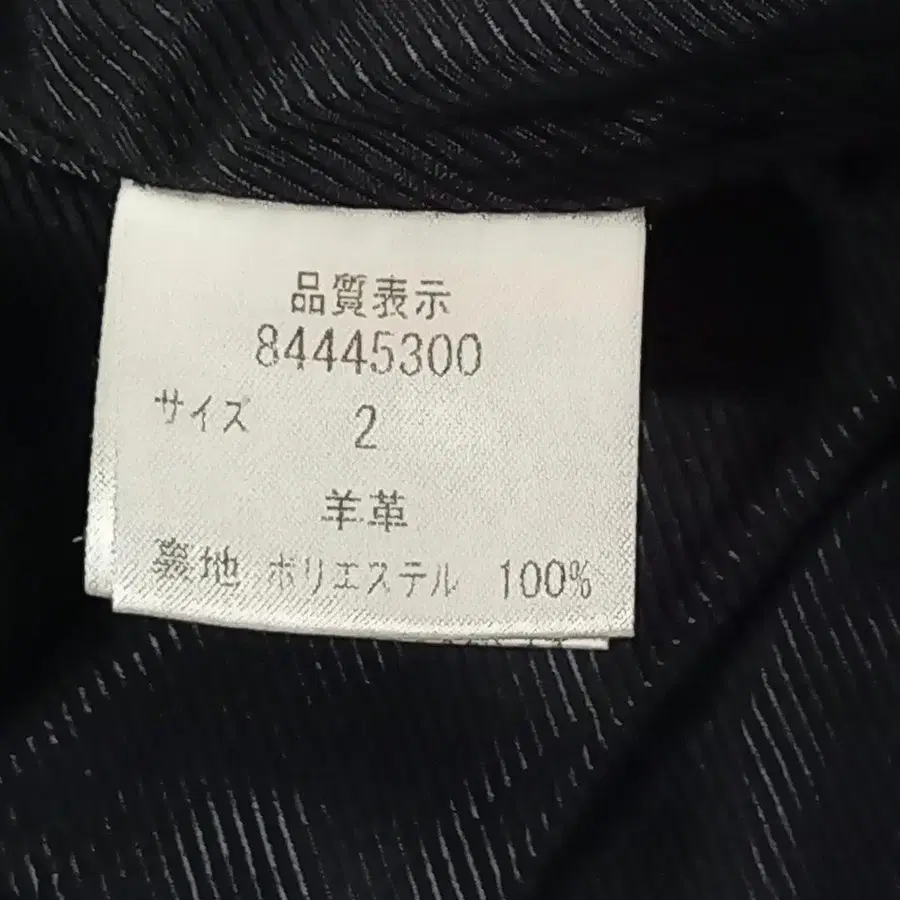 品質表示
84445300
サイズ 2
羊革
裏地 ポリエステル 100%